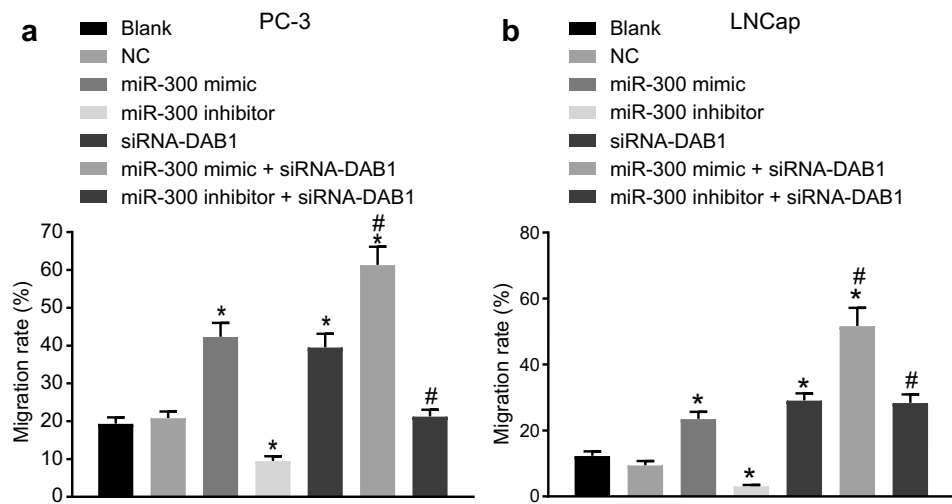 a
PC-3
Blank
NC
miR-300 mimic
miR-300 inhibitor
siRNA-DAB1
miR-300 mimic + siRNA-DAB1
miR-300 inhibitor + siRNA-DAB1
Migration rate (%)
70
60
50
40
30
20
10
0
*
*
*
#
*
#
b
LNCap
Blank
NC
miR-300 mimic
miR-300 inhibitor
siRNA-DAB1
miR-300 mimic + siRNA-DAB1
miR-300 inhibitor + siRNA-DAB1
Migration rate (%)
80
60
40
20
0
*
*
*
#
*
#